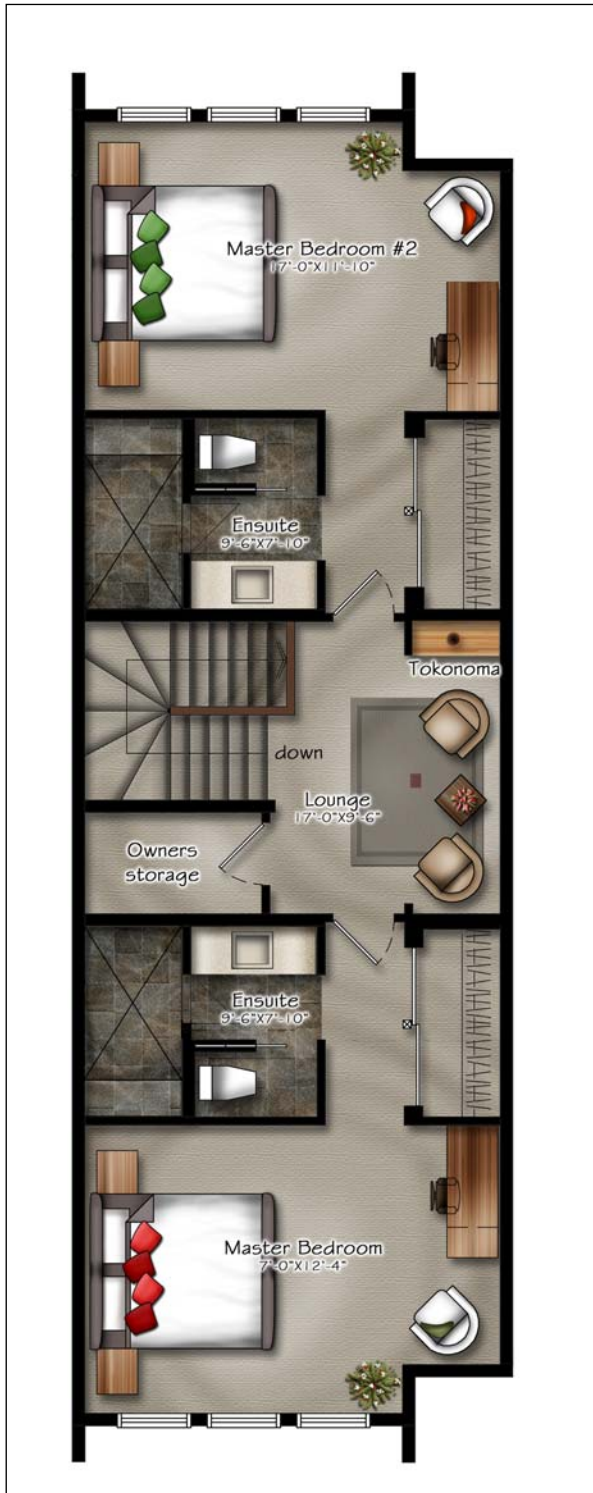 Master Bedroom #2
17'-0"X11'-10"
Ensuite
9'-6"X7'-10"
Tokonoma
down
Lounge
17'-0"X9'-6"
Owners
storage
Ensuite
9'-6"X7'-10"
Master Bedroom
7'-0"X12'-4"